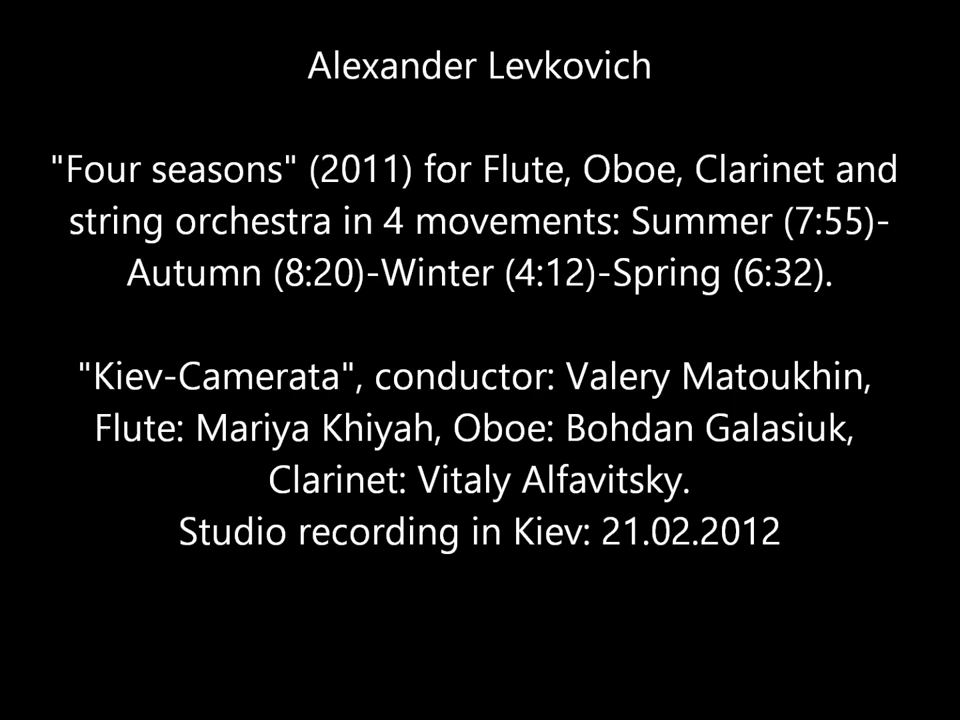 Alexander Levkovich
"Four seasons" (2011) for Flute, Oboe, Clarinet and
string orchestra in 4 movements: Summer (7:55)-
Autumn (8:20)-Winter (4:12)-Spring (6:32).
"Kiev-Camerata", conductor: Valery Matoukhin,
Flute: Mariya Khiyah, Oboe: Bohdan Galasiuk,
Clarinet: Vitaly Alfavitsky.
Studio recording in Kiev: 21.02.2012